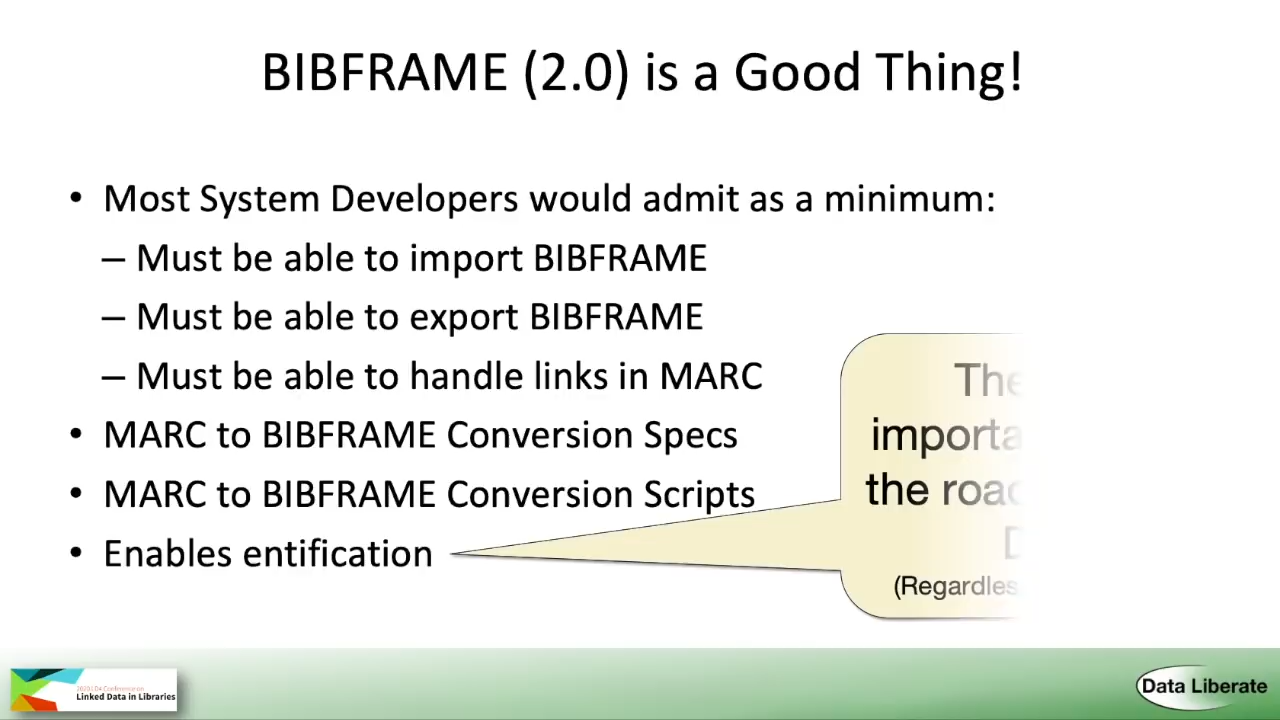 BIBFRAME (2.0) is a Good Thing!
• Most System Developers would admit as a minimum:
– Must be able to import BIBFRAME
– Must be able to export BIBFRAME
– Must be able to handle links in MARC
• MARC to BIBFRAME Conversion Specs
• MARC to BIBFRAME Conversion Scripts
• Enables entification
The
importa
the roa
D
(Regardles
Linked Data in Libraries
Data Liberate